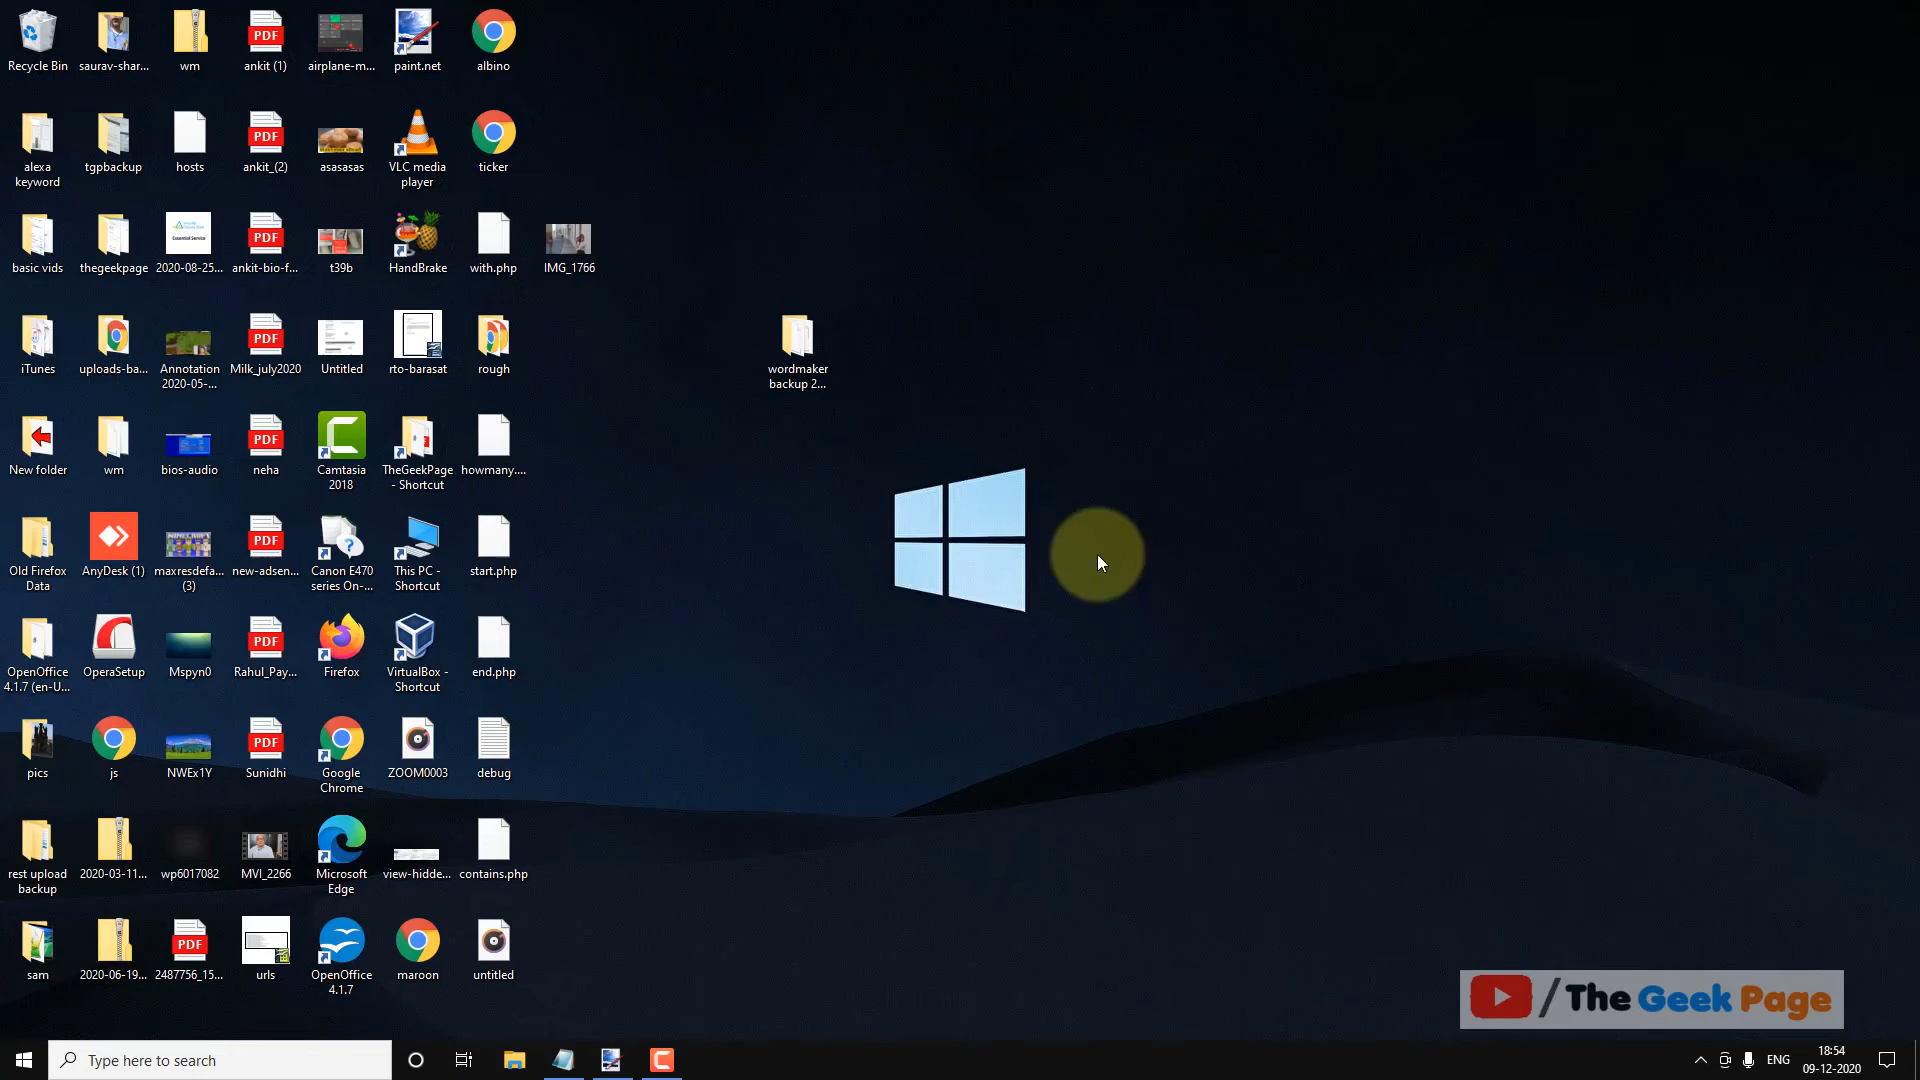 Recycle Bin
saurav-shar...
wm
ankit (1)
airplane-m...
paint.net
albino
alexa
keyword
tgpbackup
hosts
ankit_(2)
asasasas
VLC media
player
ticker
basic vids
thegeekpage
2020-08-25...
ankit-bio-f...
t39b
HandBrake
with.php
IMG_1766
iTunes
uploads-ba...
Annotation
2020-05-...
Milk_july2020
Untitled
rto-barasat
rough
wordmaker
backup 2...
New folder
wm
bios-audio
neha
Camtasia
2018
TheGeekPage
- Shortcut
howmany....
Old Firefox
Data
AnyDesk (1)
maxresdefa...
(3)
new-adsen...
Canon E470
series On-...
This PC -
Shortcut
start.php
OpenOffice
4.1.7 (en-U...
OperaSetup
Mspyn0
Rahul_Pay...
Firefox
VirtualBox -
Shortcut
end.php
pics
js
NWEx1Y
Sunidhi
Google
Chrome
ZOOM0003
debug
rest upload
backup
2020-03-11...
wp6017082
MVI_2266
Microsoft
Edge
view-hidde...
contains.php
sam
2020-06-19...
2487756_15...
urls
OpenOffice
4.1.7
maroon
untitled
PDF
PDF
PDF
PDF
PDF
PDF
PDF
PDF
PDF
Essential Service
MINECRAFT
/ The Geek Page
Type here to search
ENG
18:54
09-12-2020